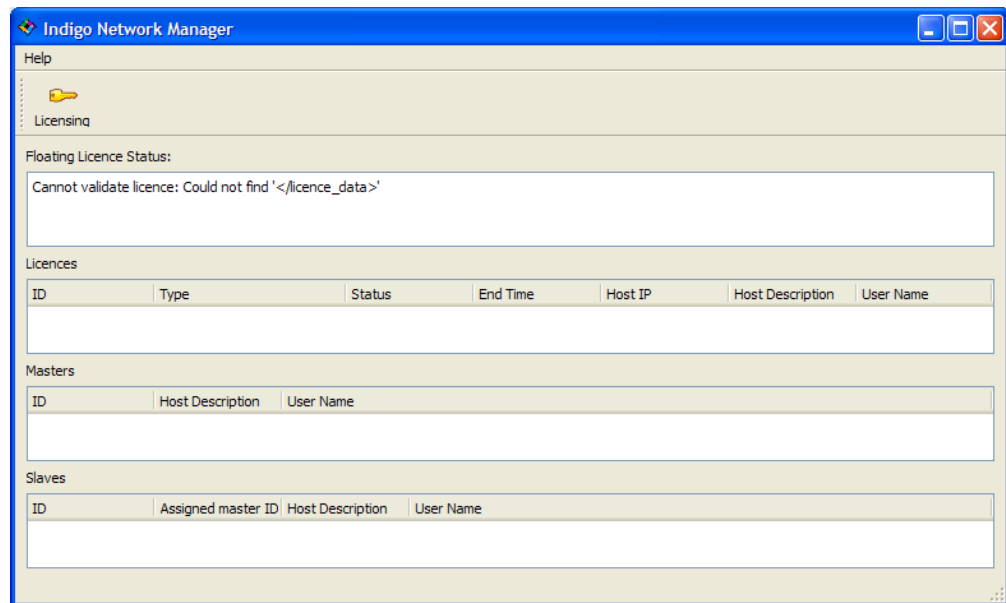 Indigo Network Manager
Help
Licensing
Floating Licence Status:
Cannot validate licence: Could not find '</licence_data>'
Licences
ID Type Status End Time Host IP Host Description User Name
Masters
ID Host Description User Name
Slaves
ID Assigned master ID Host Description User Name